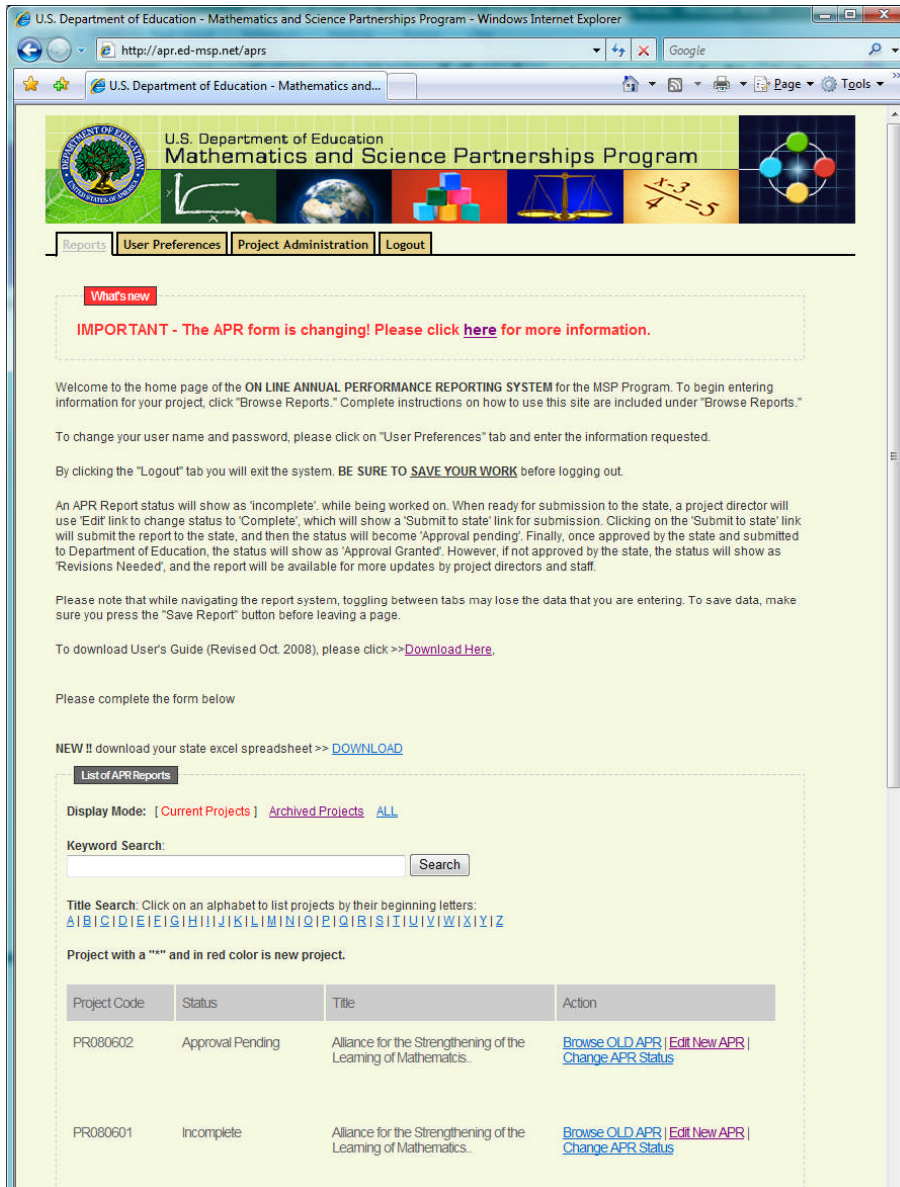 U.S. Department of Education - Mathematics and Science Partnerships Program - Windows Internet Explorer
http://apr.ed-msp.net/aprs
Google
U.S. Department of Education - Mathematics and...
Page
Tools
DEPARTMENT OF EDUCATION
UNITED STATES OF AMERICA
U.S. Department of Education
Mathematics and Science Partnerships Program
Y
X
x-3
4
=5
Reports User Preferences Project Administration Logout
What's new
IMPORTANT - The APR form is changing! Please click here for more information.
Welcome to the home page of the ON LINE ANNUAL PERFORMANCE REPORTING SYSTEM for the MSP Program. To begin entering
information for your project, click "Browse Reports." Complete instructions on how to use this site are included under "Browse Reports."
To change your user name and password, please click on "User Preferences" tab and enter the information requested.
By clicking the "Logout" tab you will exit the system. BE SURE TO SAVE YOUR WORK before logging out.
An APR Report status will show as 'incomplete'. while being worked on. When ready for submission to the state, a project director will
use 'Edit' link to change status to 'Complete', which will show a 'Submit to state' link for submission. Clicking on the 'Submit to state' link
will submit the report to the state, and then the status will become 'Approval pending'. Finally, once approved by the state and submitted
to Department of Education, the status will show as 'Approval Granted'. However, if not approved by the state, the status will show as
'Revisions Needed', and the report will be available for more updates by project directors and staff.
Please note that while navigating the report system, toggling between tabs may lose the data that you are entering. To save data, make
sure you press the "Save Report" button before leaving a page.
To download User's Guide (Revised Oct. 2008), please click >>Download Here,
Please complete the form below
NEW !! download your state excel spreadsheet >> DOWNLOAD
List of APR Reports
Display Mode: [ Current Projects ] Archived Projects ALL
Keyword Search:
Search
Title Search: Click on an alphabet to list projects by their beginning letters:
A|B|C|D|E|F|G|H|I|J|K|L|M|N|O|P|Q|R|S|T|U|V|W|X|Y|Z
Project with a "*" and in red color is new project.
Project Code Status Title Action
PR080602 Approval Pending Alliance for the Strengthening of the Browse OLD APR | Edit New APR |
Learning of Mathematcis.. Change APR Status
PR080601 Incomplete Alliance for the Strengthening of the Browse OLD APR | Edit New APR |
Learning of Mathematics.. Change APR Status